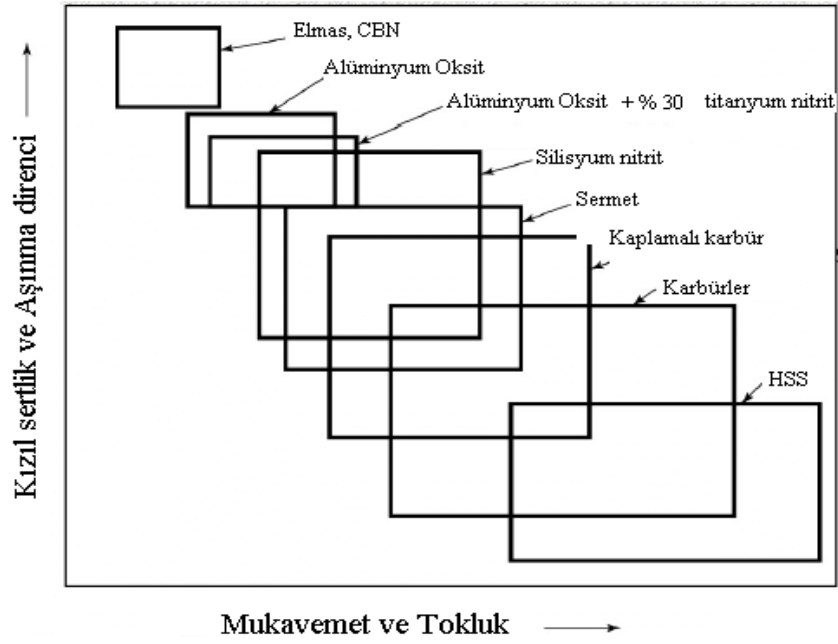 Elmas, CBN
Alüminyum Oksit
Alüminyum Oksit + % 30 titanyum nitrit
Silisyum nitrit
Sermet
Kaplamalı karbür
Karbürler
HSS
Kızıl sertlik ve Aşınma direnci
Mukavemet ve Tokluk